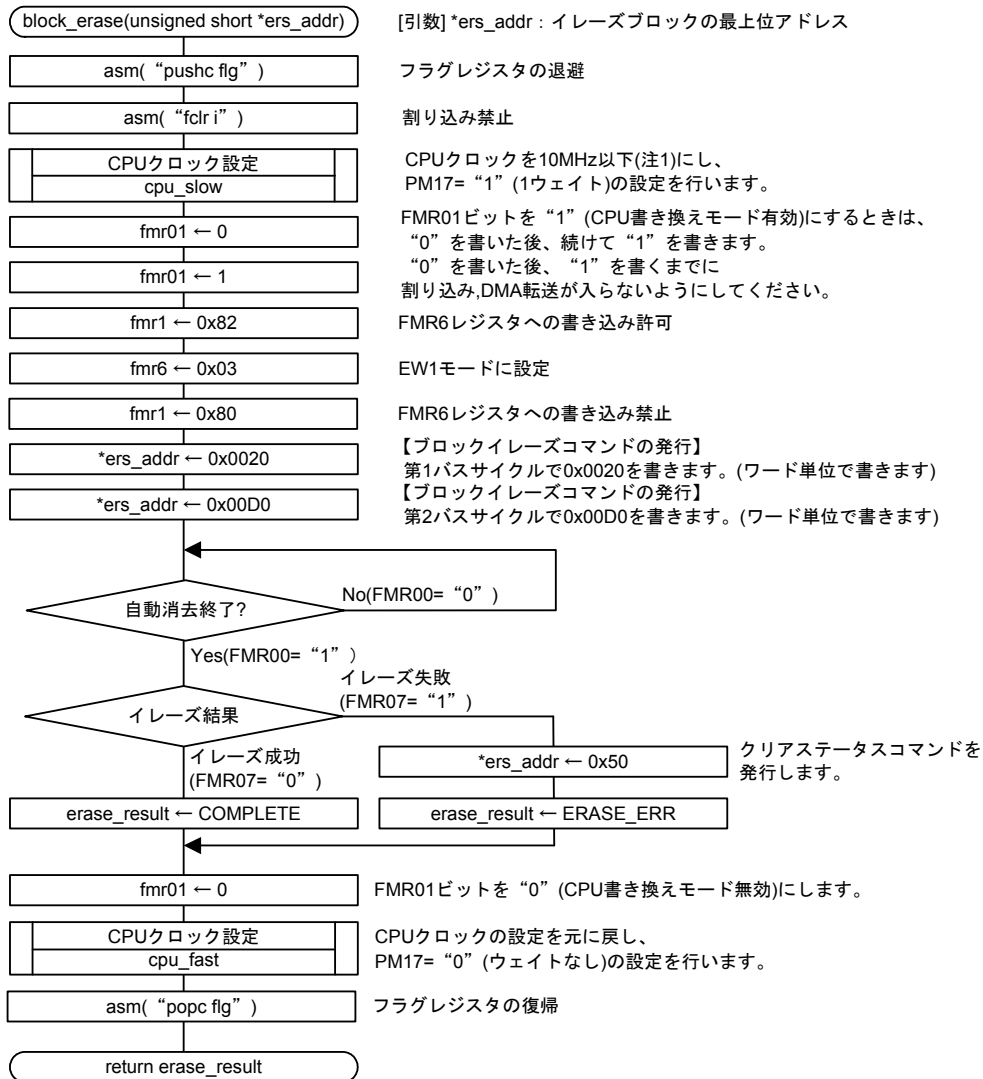 block_erase(unsigned short *ers_addr)
[引数] *ers_addr：イレーズブロックの最上位アドレス
asm(“pushc flg”)
フラグレジスタの退避
asm(“fclr i”)
割り込み禁止
CPUクロック設定
cpu_slow
CPUクロックを10MHz以下(注1)にし、
PM17=“1”(1ウェイト)の設定を行います。
fmr01 ← 0
FMR01ビットを“1”(CPU書き換えモード有効)にするときは、
“0”を書いた後、続けて“1”を書きます。
“0”を書いた後、“1”を書くまでに
割り込み,DMA転送が入らないようにしてください。
fmr01 ← 1
fmr1 ← 0x82
FMR6レジスタへの書き込み許可
fmr6 ← 0x03
EW1モードに設定
fmr1 ← 0x80
FMR6レジスタへの書き込み禁止
*ers_addr ← 0x0020
【ブロックイレーズコマンドの発行】
第1バスサイクルで0x0020を書きます。(ワード単位で書きます)
*ers_addr ← 0x00D0
【ブロックイレーズコマンドの発行】
第2バスサイクルで0x00D0を書きます。(ワード単位で書きます)
自動消去終了?
No(FMR00=“0”)
Yes(FMR00=“1”)
イレーズ結果
イレーズ失敗
(FMR07=“1”)
イレーズ成功
(FMR07=“0”)
*ers_addr ← 0x50
クリアステータスコマンドを
発行します。
erase_result ← COMPLETE
erase_result ← ERASE_ERR
fmr01 ← 0
FMR01ビットを“0”(CPU書き換えモード無効)にします。
CPUクロック設定
cpu_fast
CPUクロックの設定を元に戻し、
PM17=“0”(ウェイトなし)の設定を行います。
asm(“popc flg”)
フラグレジスタの復帰
return erase_result